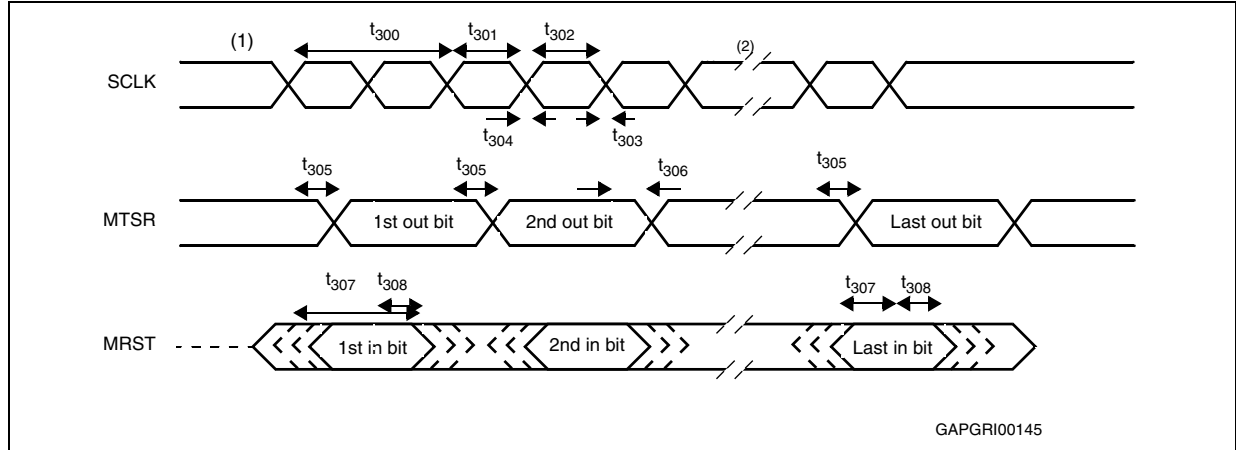 (1) t300 t301 t302 (2)
SCLK
t304 t303
t305 t305 t306 t305
MTSR 1st out bit 2nd out bit Last out bit
t307 t308 t307 t308
MRST 1st in bit 2nd in bit Last in bit
GAPGRI00145